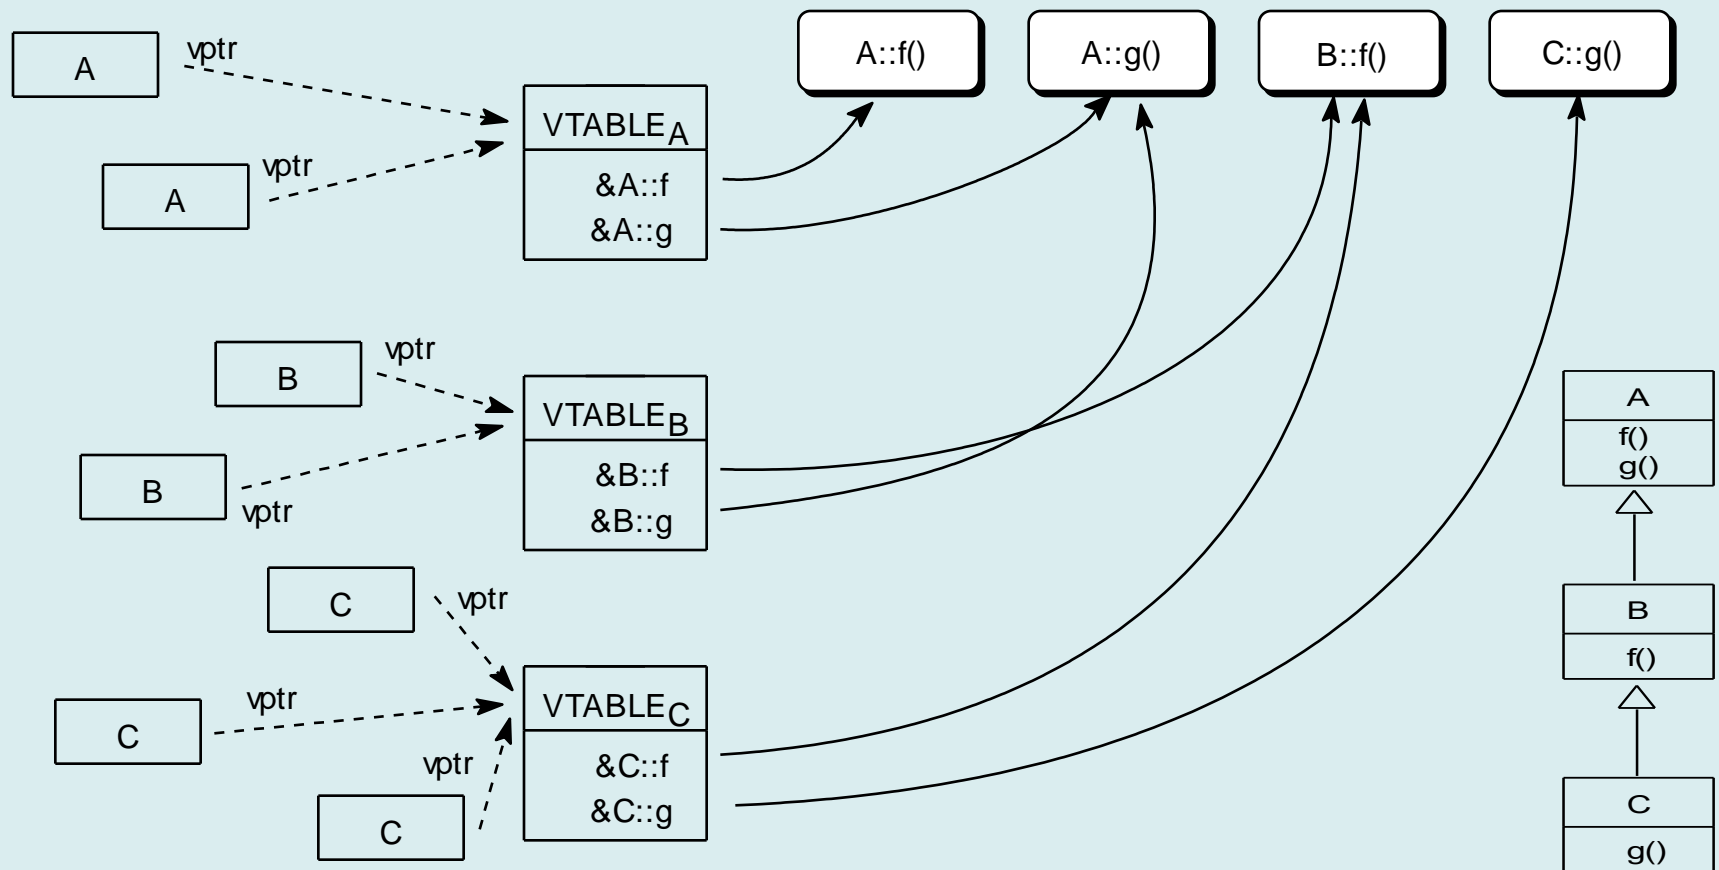 A::f()
A::g()
B::f()
C::g()
A
vptr
A
vptr
VTABLEA
&A::f
&A::g
B
vptr
B
vptr
VTABLEB
&B::f
&B::g
C
vptr
C
vptr
C
vptr
VTABLEC
&C::f
&C::g
A
f()
g()
B
f()
C
g()